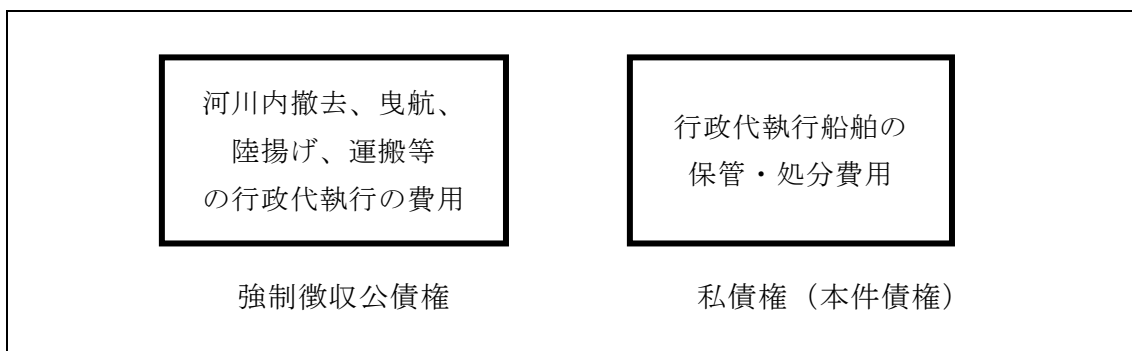 河川内撤去、曳航、
陸揚げ、運搬等
の行政代執行の費用
強制徴収公債権
行政代執行船舶の
保管・処分費用
私債権（本件債権）